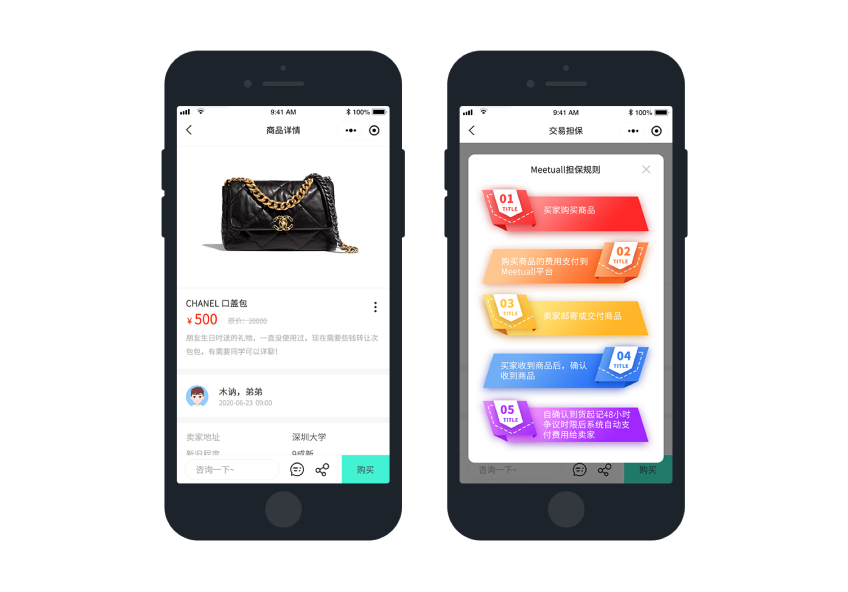 9:41 AM
100%
商品详情
CHANEL 口盖包
¥500
原价：20000
朋友生日时送的礼物，一直没使用过，现在需要些钱转让次
包包，有需要同学可以详聊！
木讷，弟弟
2020-06-23 09:00
卖家地址
深圳大学
新旧程度
9成新
咨询一下~
购买
9:41 AM
100%
交易担保
Meetuall担保规则
01
TITLE
买家购买商品
02
TITLE
购买商品的费用支付到
Meetuall平台
03
TITLE
卖家邮寄或交付商品
04
TITLE
买家收到商品后，确认
收到商品
05
TITLE
自确认到货起记48小时
争议时限后系统自动支
付费用给卖家
咨询一下~
购买